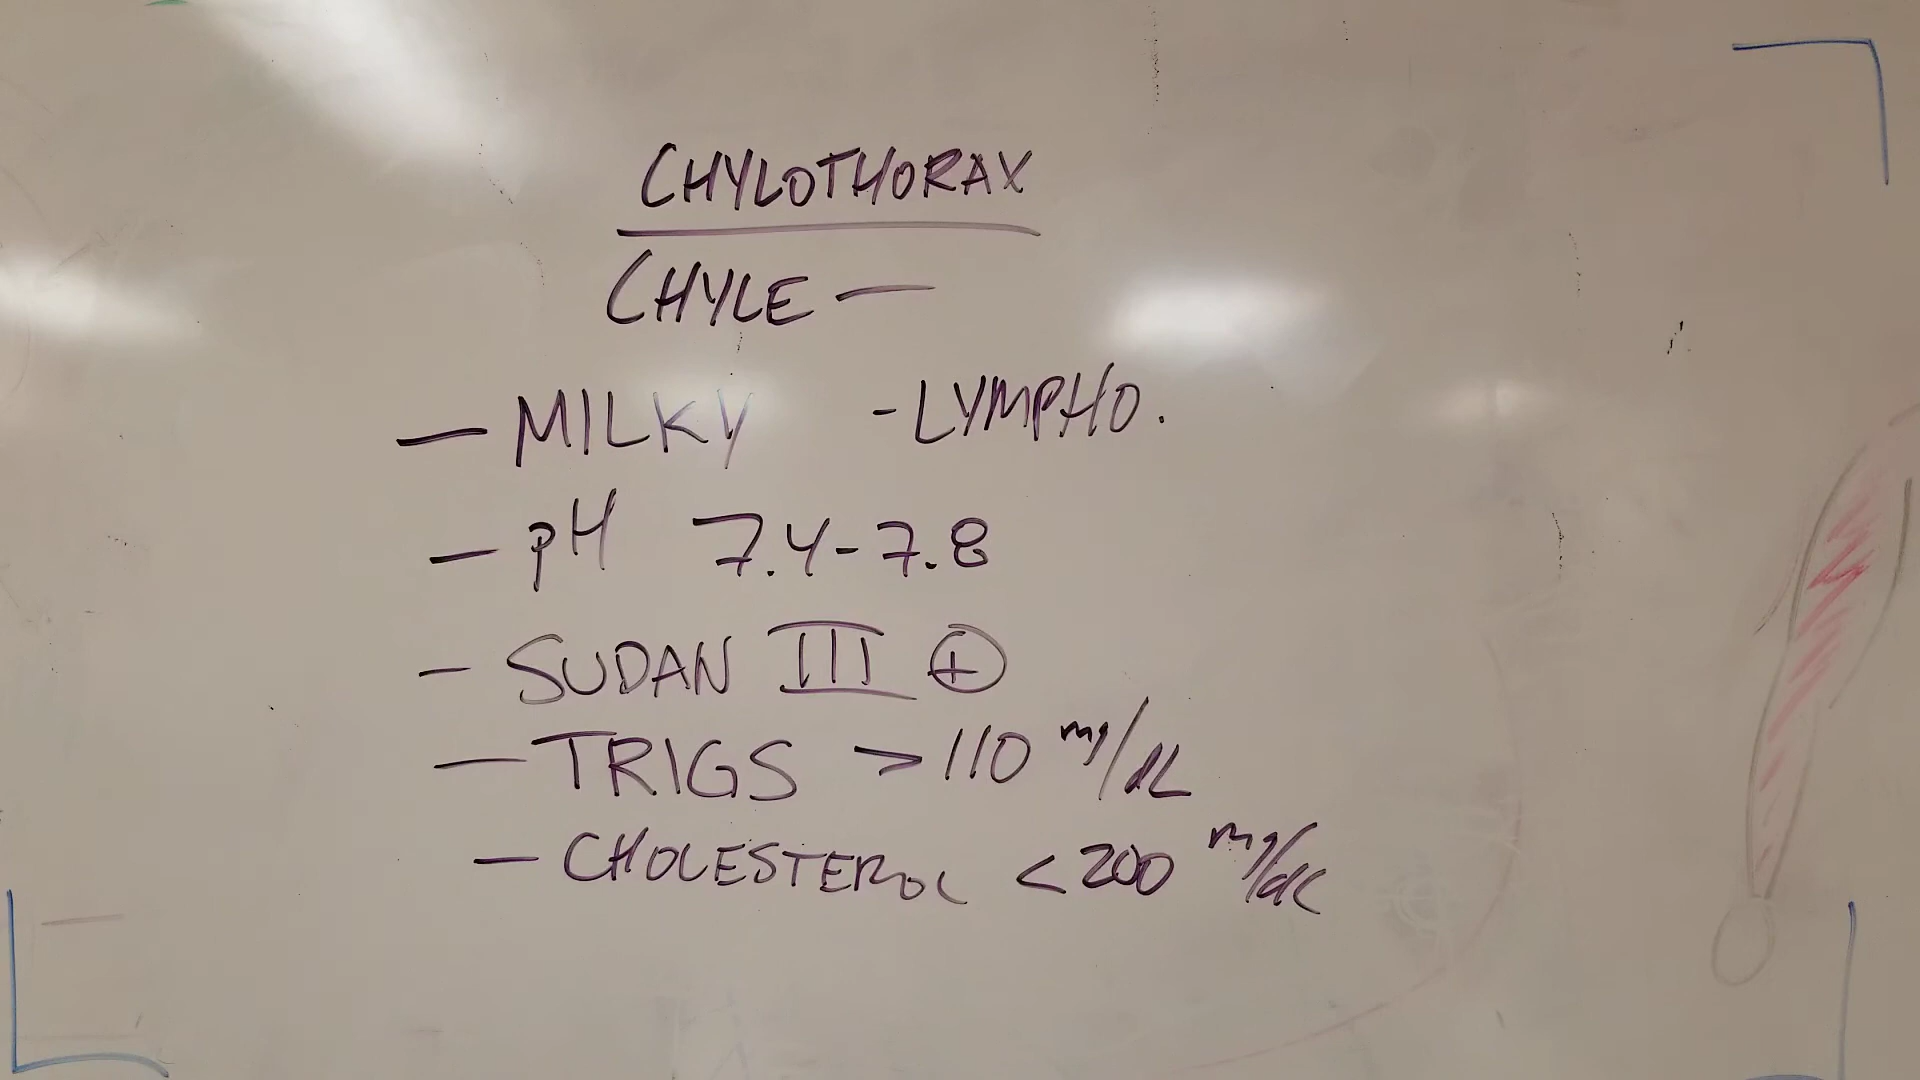 CHYLOTHORAX
CHYLE —
— MILKY - LYMPHO.
— pH 7.4-7.8
- SUDAN III ⊕
— TRIGS > 110 mg/dL
— CHOLESTEROL < 200 mg/dL